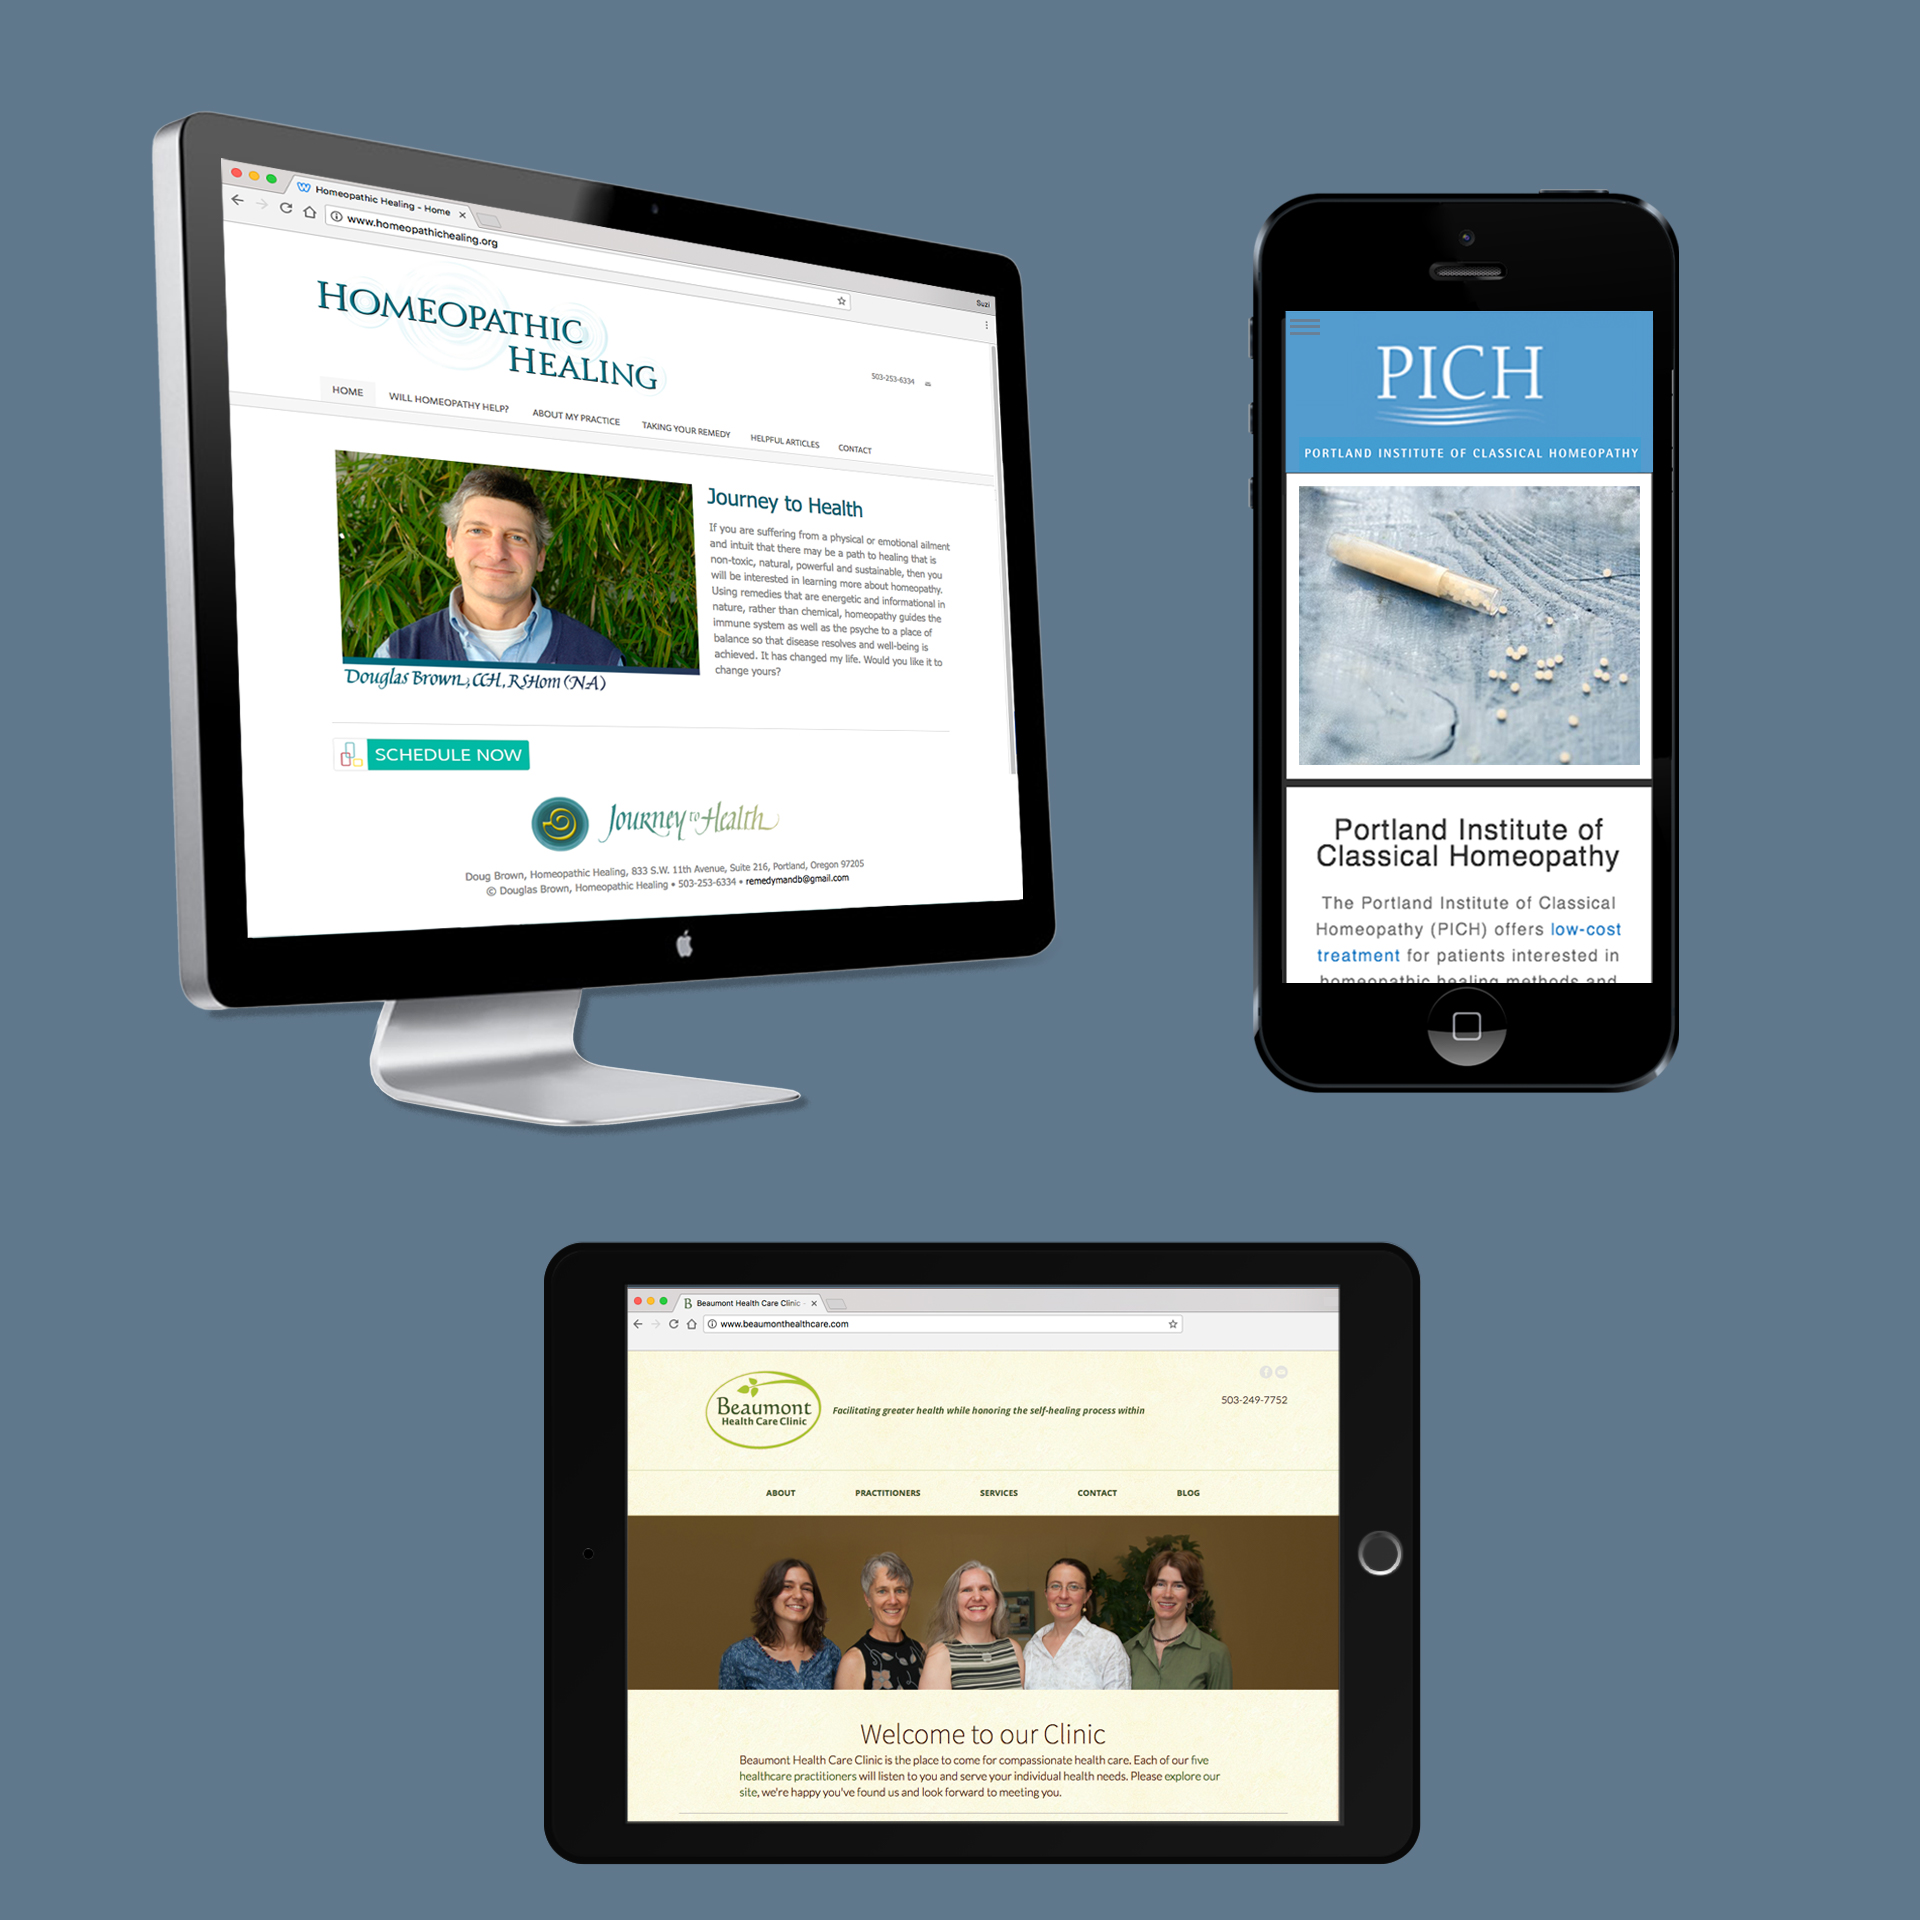 Homeopathic Healing - Home
www.homeopathichealing.org
Suzi
HOMEOPATHIC
HEALING
503-253-6334
HOME WILL HOMEOPATHY HELP? ABOUT MY PRACTICE TAKING YOUR REMEDY HELPFUL ARTICLES CONTACT
Journey to Health
If you are suffering from a physical or emotional ailment
and intuit that there may be a path to healing that is
non-toxic, natural, powerful and sustainable, then you
will be interested in learning more about homeopathy.
Using remedies that are energetic and informational in
nature, rather than chemical, homeopathy guides the
immune system as well as the psyche to a place of
balance so that disease resolves and well-being is
achieved. It has changed my life. Would you like it to
change yours?
Douglas Brown, CCH, RSHom (NA)
SCHEDULE NOW
Journey to Health
Doug Brown, Homeopathic Healing, 833 S.W. 11th Avenue, Suite 216, Portland, Oregon 97205
© Douglas Brown, Homeopathic Healing • 503-253-6334 • remedymandb@gmail.com
PICH
PORTLAND INSTITUTE OF CLASSICAL HOMEOPATHY
Portland Institute of
Classical Homeopathy
The Portland Institute of Classical
Homeopathy (PICH) offers low-cost
treatment for patients interested in
homeopathic healing methods and
B Beaumont Health Care Clinic -
www.beaumonthealthcare.com
Beaumont
Health Care Clinic
Facilitating greater health while honoring the self-healing process within
503-249-7752
ABOUT PRACTITIONERS SERVICES CONTACT BLOG
Welcome to our Clinic
Beaumont Health Care Clinic is the place to come for compassionate health care. Each of our five
healthcare practitioners will listen to you and serve your individual health needs. Please explore our
site, we're happy you've found us and look forward to meeting you.